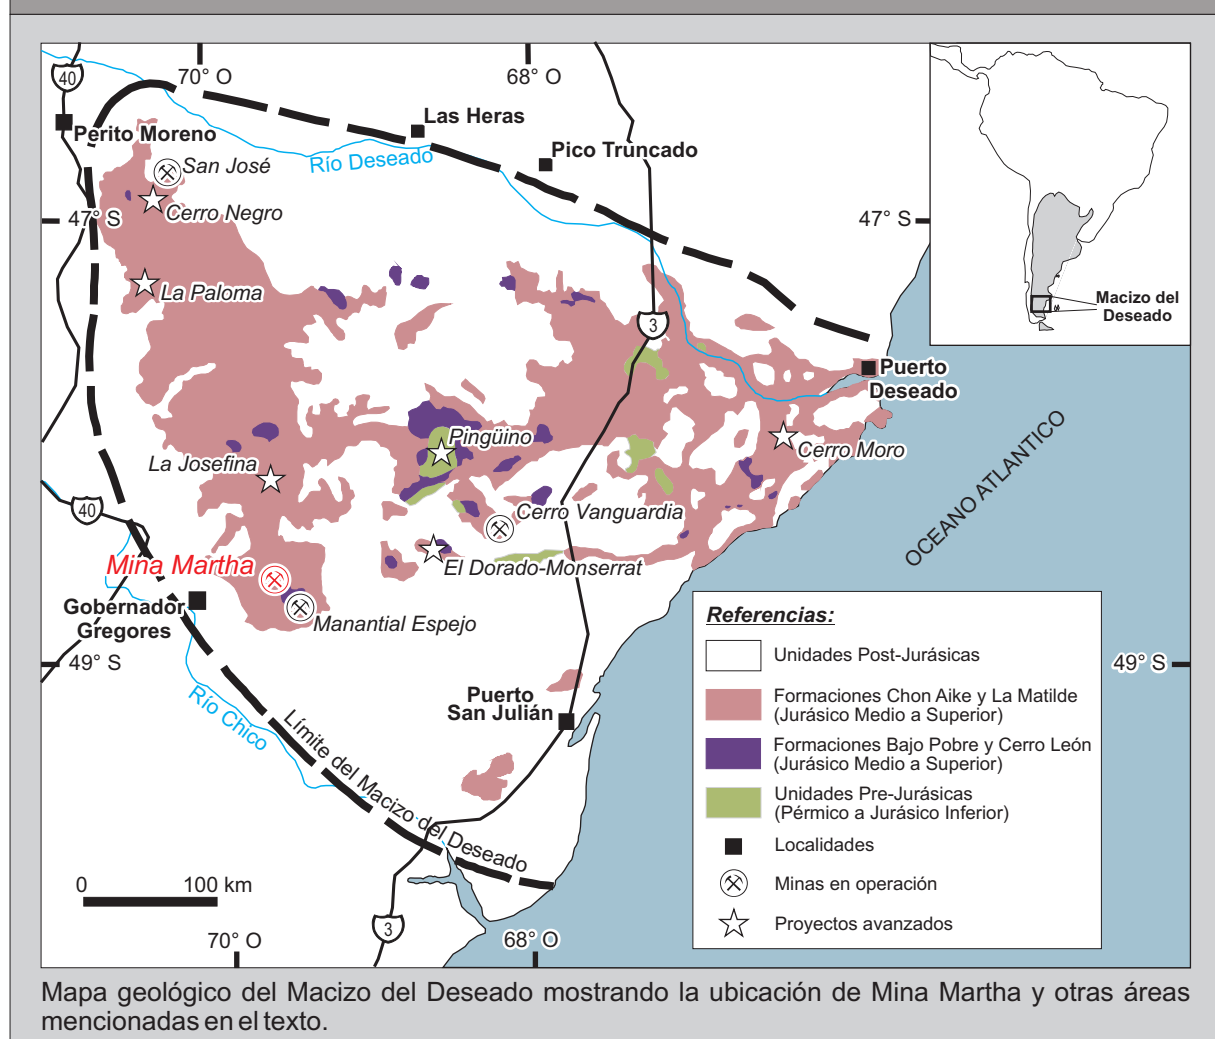 70° O
68° O
40
Las Heras
Perito Moreno
Pico Truncado
Río Deseado
San José
Cerro Negro
47° S
47° S
La Paloma
Macizo del
Deseado
3
Puerto
Deseado
Pingüino
Cerro Moro
La Josefina
OCEANO ATLANTICO
40
Cerro Vanguardia
Mina Martha
El Dorado-Monserrat
Gobernador
Gregores
Manantial Espejo
49° S
49° S
Río Chico
Puerto
San Julián
Límite del Macizo del Deseado
Referencias:
Unidades Post-Jurásicas
Formaciones Chon Aike y La Matilde
(Jurásico Medio a Superior)
Formaciones Bajo Pobre y Cerro León
(Jurásico Medio a Superior)
Unidades Pre-Jurásicas
(Pérmico a Jurásico Inferior)
Localidades
Minas en operación
Proyectos avanzados
0 100 km
3
70° O
68° O
Mapa geológico del Macizo del Deseado mostrando la ubicación de Mina Martha y otras áreas
mencionadas en el texto.